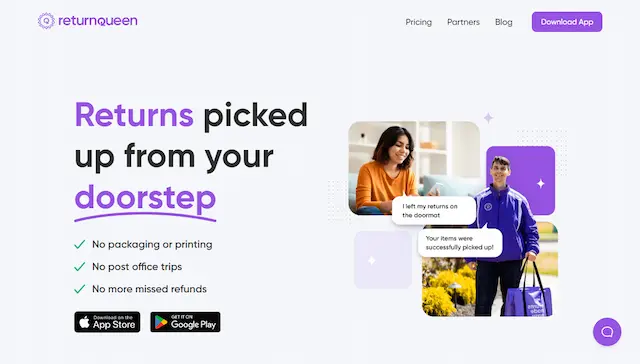 returnqueen
Pricing
Partners
Blog
Download App
Returns picked
up from your
doorstep
No packaging or printing
No post office trips
No more missed refunds
Download on the
App Store
GET IT ON
Google Play
I left my returns on
the doormat
Your items were
successfully picked up!